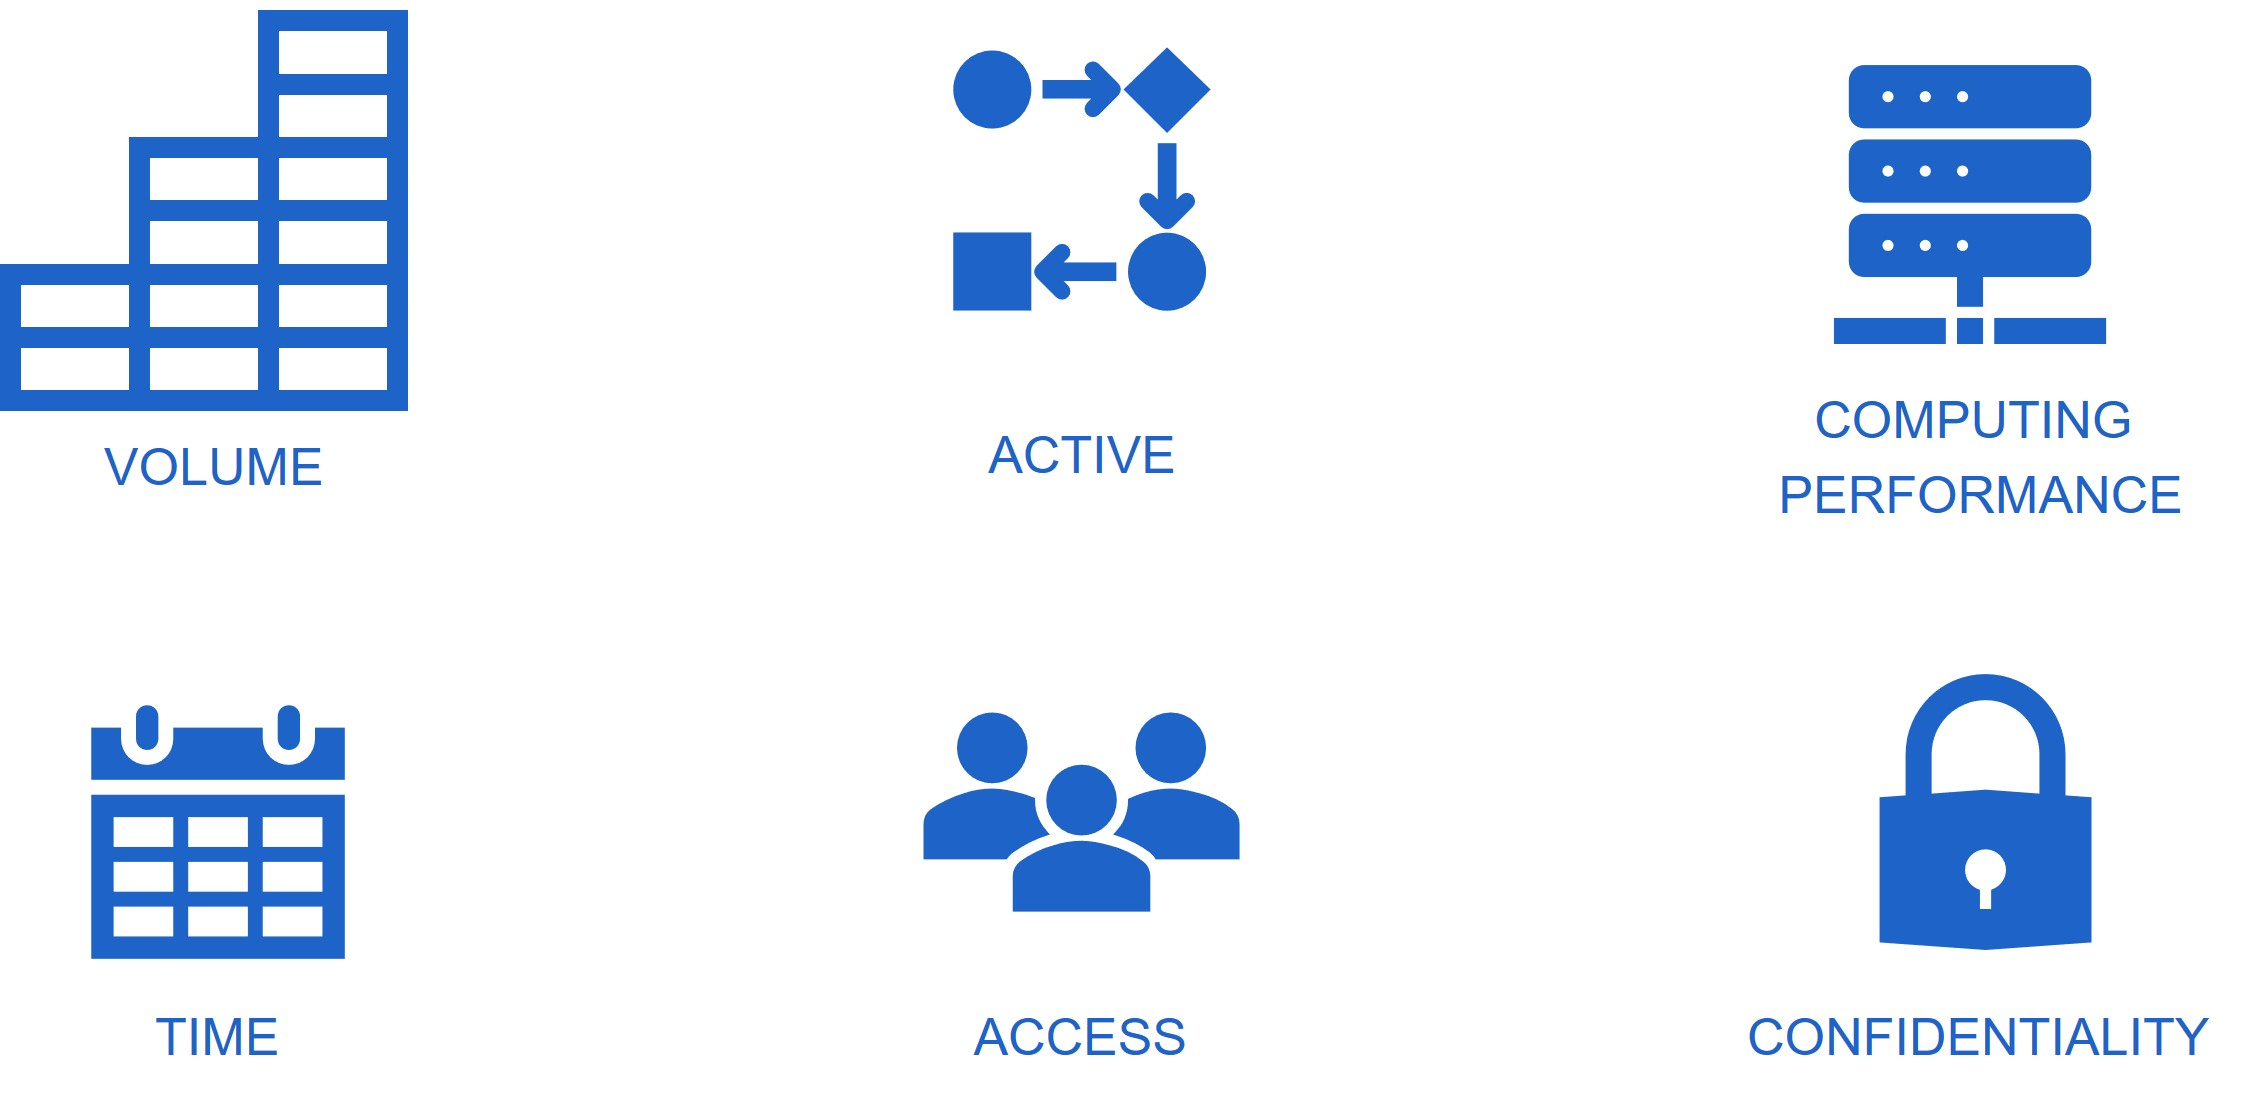 VOLUME
ACTIVE
COMPUTING
PERFORMANCE
TIME
ACCESS
CONFIDENTIALITY